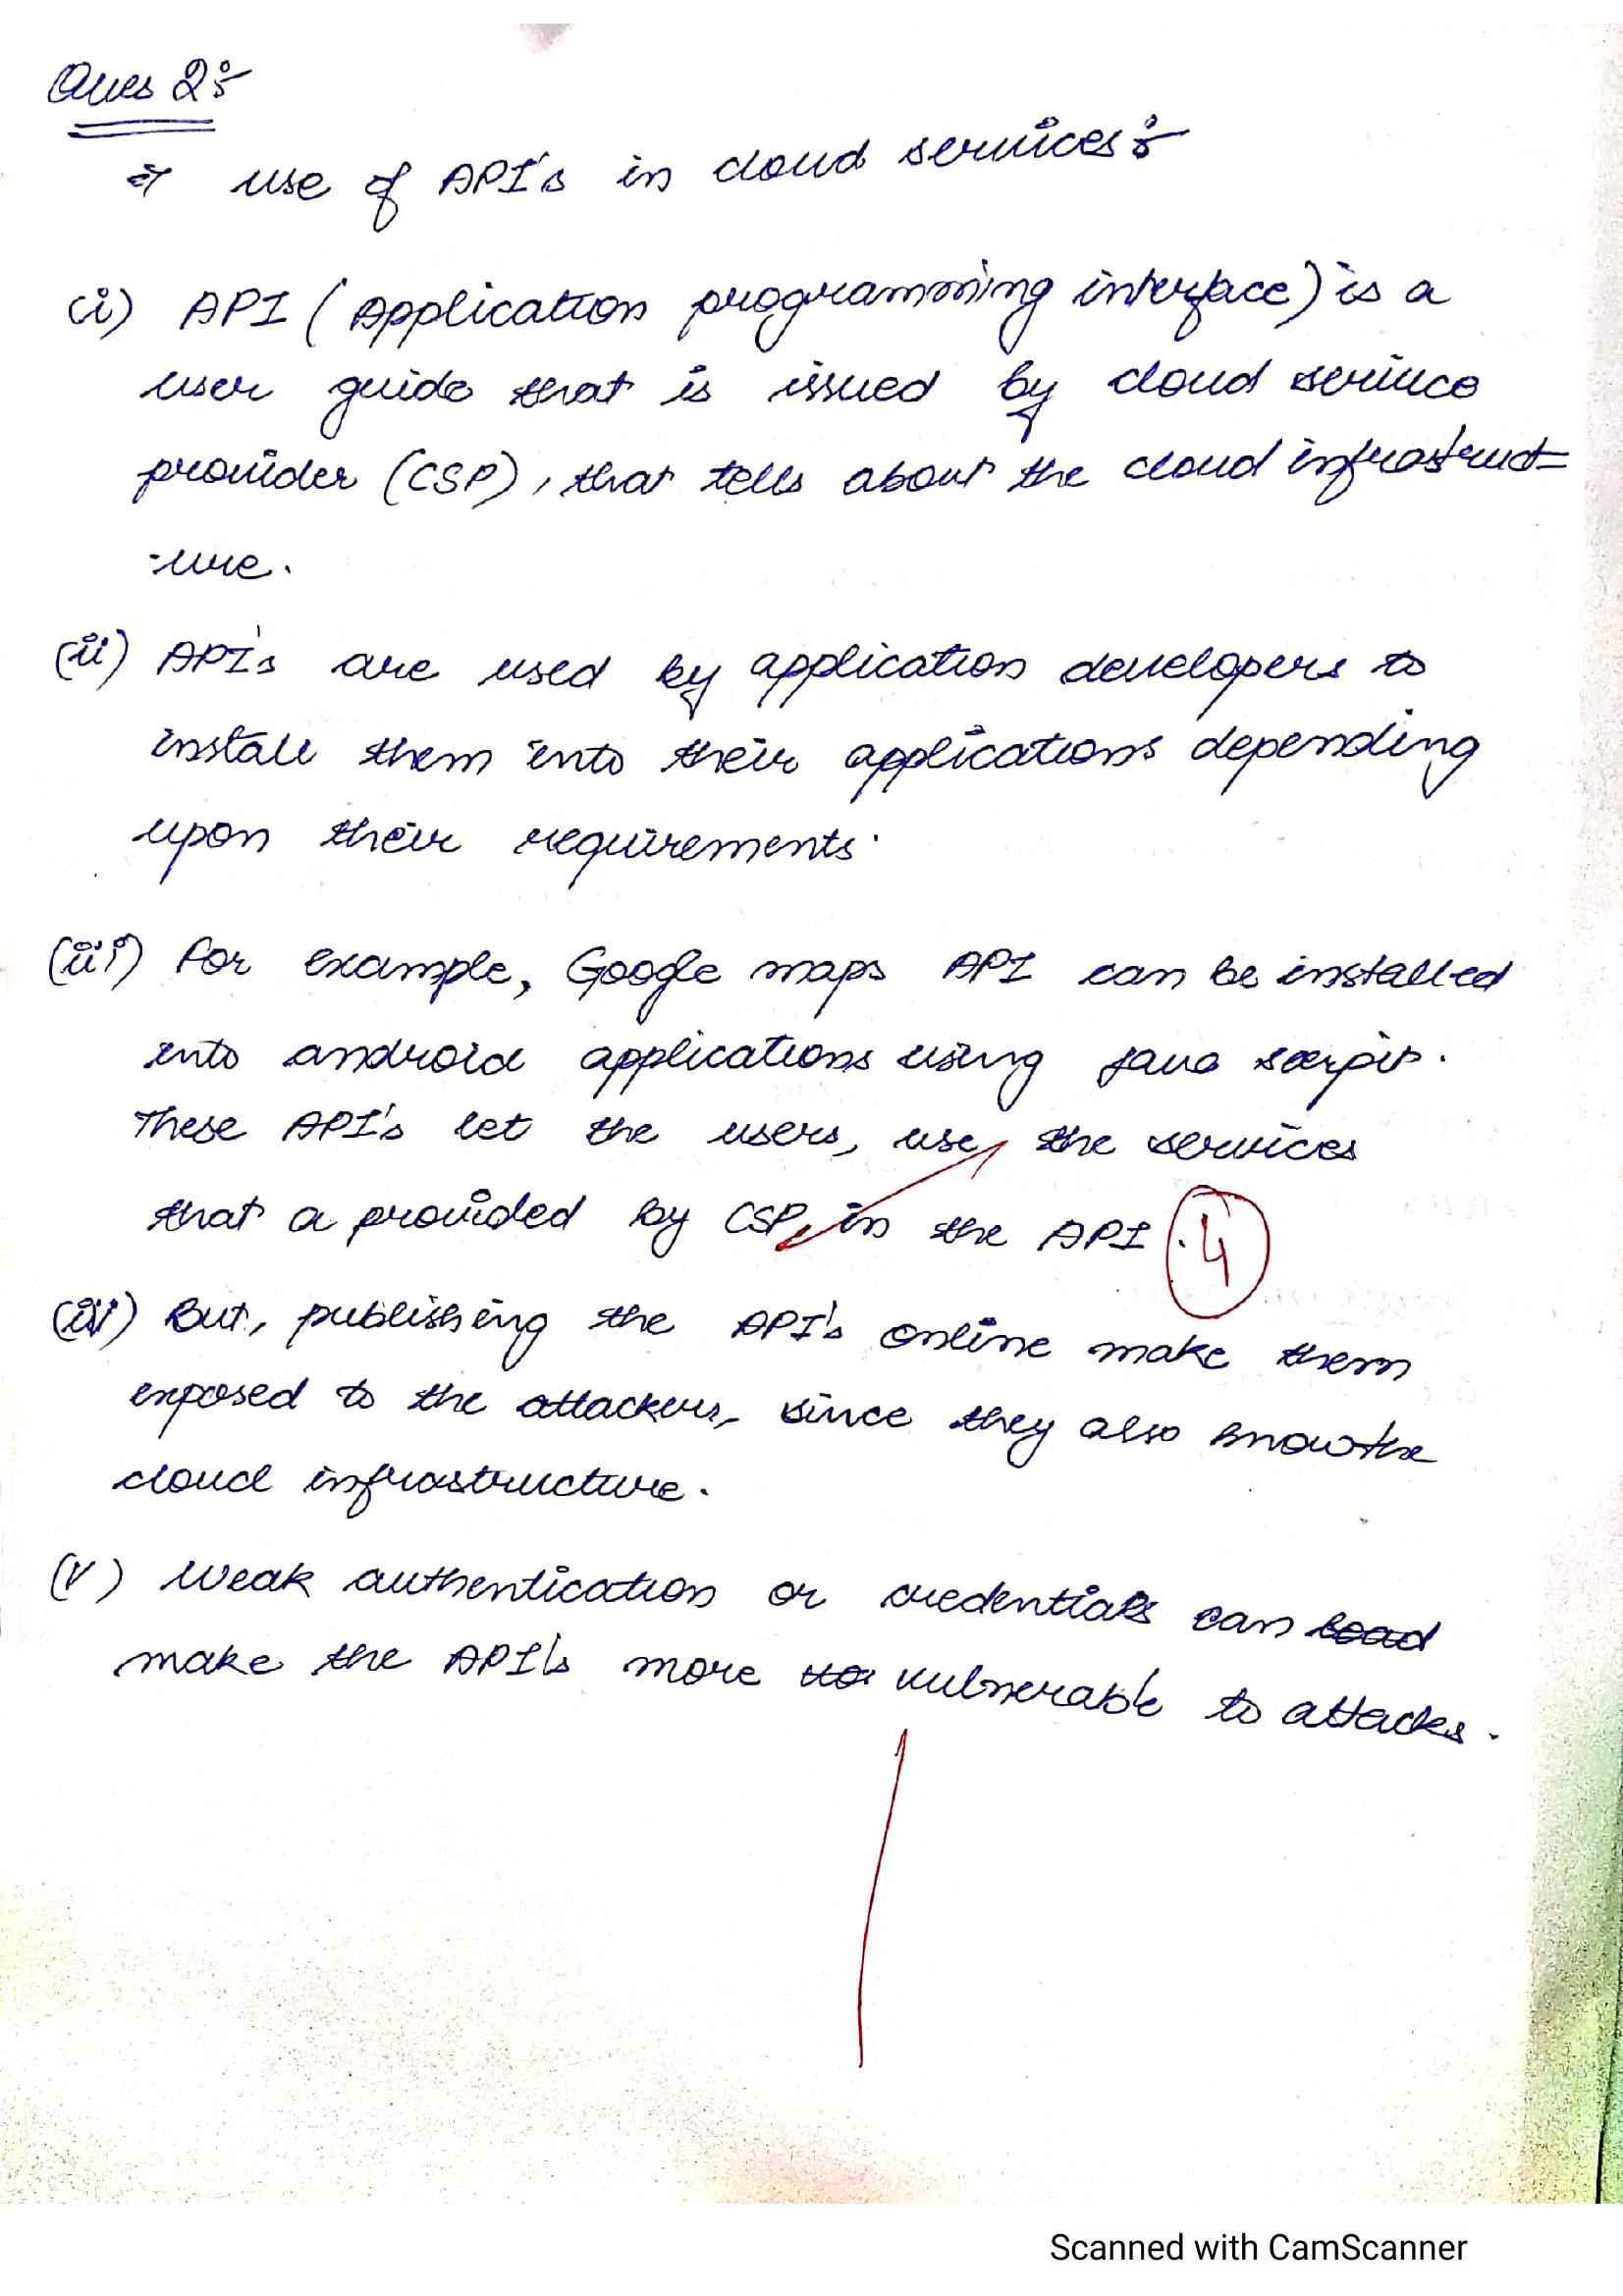 Ques 2:-
→ use of API's in cloud services:-
(i) API (Application programming interface) is a
user guide that is issued by cloud service
provider (CSP), that tells about the cloud infrastruct-
-ure.
(ii) API's are used by application developers to
install them into their applications depending
upon their requirements.
(iii) For example, Google maps API can be installed
into android applications using java
These API's let the users, use the services
that a provided by CSP, in the API.
4
(iv) But, publishing the API's online make them
exposed to the attackers, since they also know the
cloud infrastructure.
(v) Weak authentication or credentials can
make the API's more vulnerable to attacks.
Scanned with CamScanner